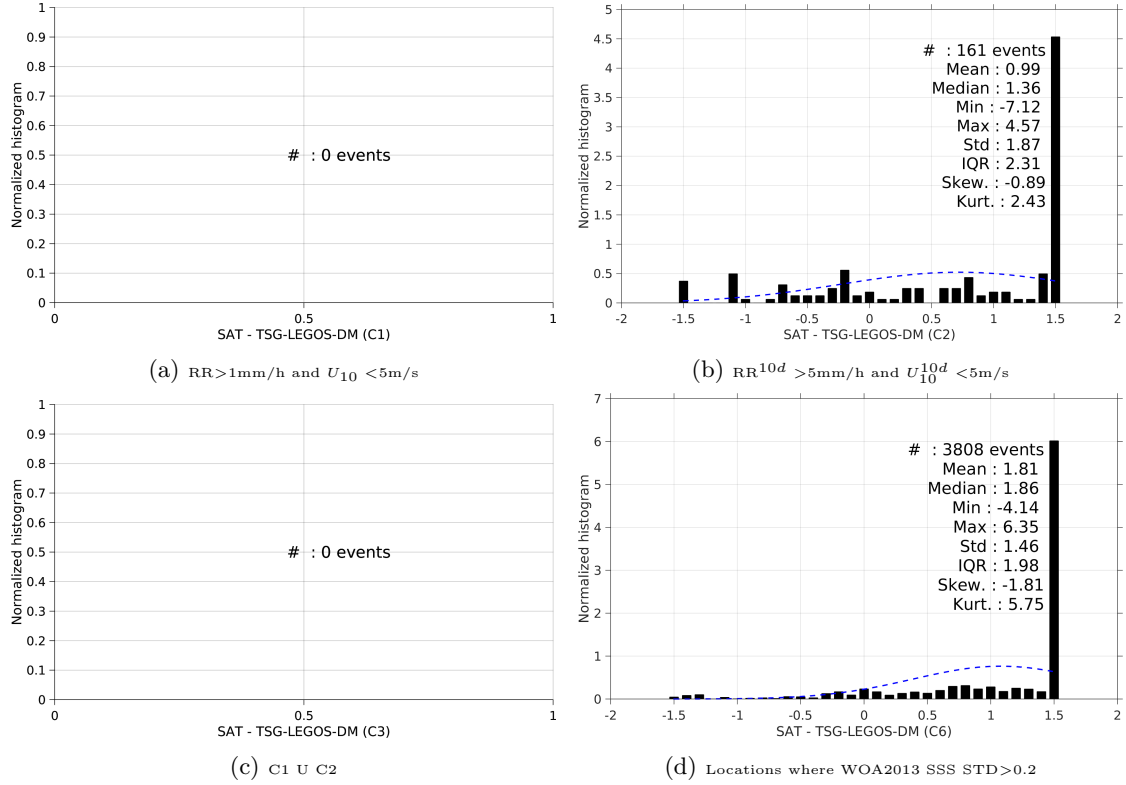 1
0.9
0.8
0.7
0.6
0.5
0.4
0.3
0.2
0.1
0
Normalized histogram
# : 0 events
0 0.5 1
SAT - TSG-LEGOS-DM (C1)
(a) RR>1mm/h and U10 <5m/s
5
4.5
4
3.5
3
2.5
2
1.5
1
0.5
0
Normalized histogram
# : 161 events
Mean : 0.99
Median : 1.36
Min : -7.12
Max : 4.57
Std : 1.87
IQR : 2.31
Skew. : -0.89
Kurt. : 2.43
-2 -1.5 -1 -0.5 0 0.5 1 1.5 2
SAT - TSG-LEGOS-DM (C2)
(b) RR10d >5mm/h and U10d10 <5m/s
1
0.9
0.8
0.7
0.6
0.5
0.4
0.3
0.2
0.1
0
Normalized histogram
# : 0 events
0 0.5 1
SAT - TSG-LEGOS-DM (C3)
(c) C1 U C2
7
6
5
4
3
2
1
0
Normalized histogram
# : 3808 events
Mean : 1.81
Median : 1.86
Min : -4.14
Max : 6.35
Std : 1.46
IQR : 1.98
Skew. : -1.81
Kurt. : 5.75
-2 -1.5 -1 -0.5 0 0.5 1 1.5 2
SAT - TSG-LEGOS-DM (C6)
(d) Locations where WOA2013 SSS STD>0.2